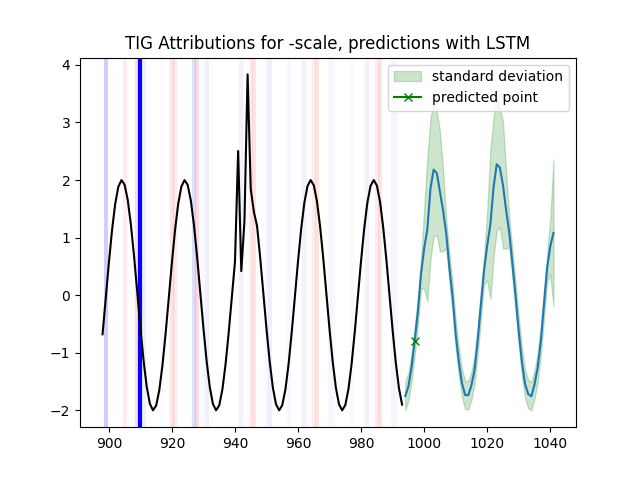 TIG Attributions for -scale, predictions with LSTM
standard deviation
predicted point
4
3
2
1
0
−1
−2
900 920 940 960 980 1000 1020 1040